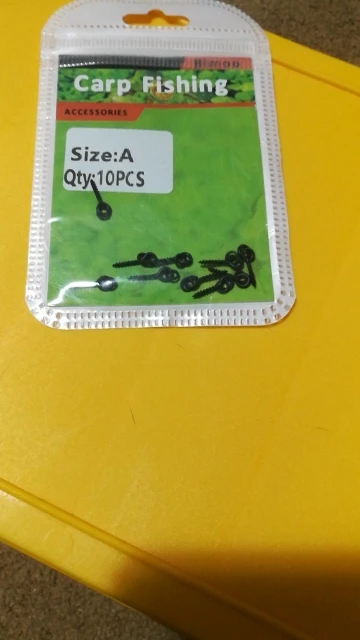 Carp Fishing
ACCESSORIES
Size:A
Qty:10PCS